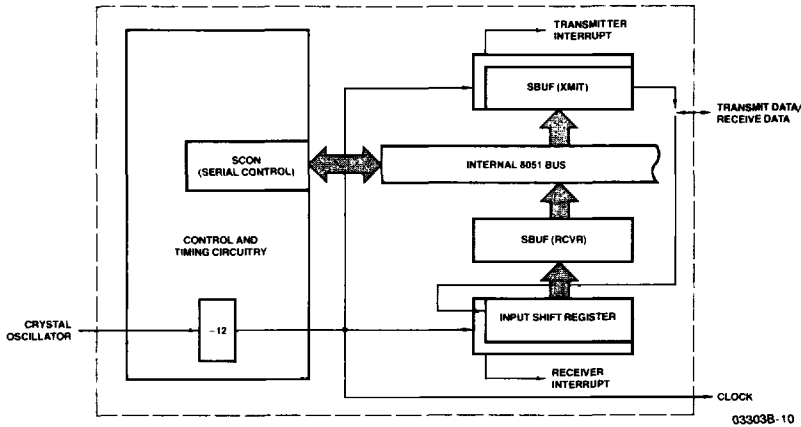 TRANSMITTER
INTERRUPT
SBUF (XMIT)
TRANSMIT DATA/
RECEIVE DATA
SCON
(SERIAL CONTROL)
INTERNAL 8051 BUS
SBUF (RCVR)
CONTROL AND
TIMING CIRCUITRY
CRYSTAL
OSCILLATOR
−12
INPUT SHIFT REGISTER
RECEIVER
INTERRUPT
CLOCK
03303B-10